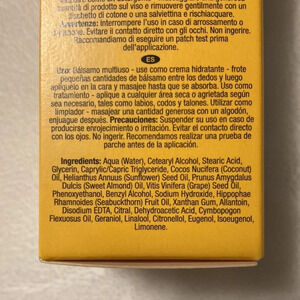 sul viso e rimuovere gentilmente con un
dischetto di cotone o una salviettina e risciacquare.
Avvertenze: interrompere l'uso in caso di arrossamento o
irritazione. Evitare il contatto diretto con gli occhi. Non ingerire.
Raccomandiamo di eseguire un patch test prima
dell'applicazione.
ES
Uso: Bálsamo multiuso - use como crema hidratante - frote
pequeñas cantidades de bálsamo entre los dedos y luego
aplíquelo en la cara y masajee hasta que se absorba. Use como
tratamiento - aplique a cualquier área seca o agrietada según
sea necesario, tales como labios, codos y talones. Utilizar como
limpiador - masajear una cantidad generosa con un algodón,
enjuague después. Precauciones: Suspender su uso en caso de
producirse enrojecimiento o irritación. Evitar el contacto directo
con los ojos. No Ingerir. Recomendamos realizar una prueba de
parche antes de la aplicación.
Ingredients: Aqua (Water), Cetearyl Alcohol, Stearic Acid,
Glycerin, Caprylic/Capric Triglyceride, Cocos Nucifera (Coconut)
Oil, Helianthus Annuus (Sunflower) Seed Oil, Prunus Amygdalus
Dulcis (Sweet Almond) Oil, Vitis Vinifera (Grape) Seed Oil,
Phenoxyethanol, Benzyl Alcohol, Sodium Hydroxide, Hippophae
Rhamnoides (Seabuckthorn) Fruit Oil, Xanthan Gum, Allantoin,
Disodium EDTA, Citral, Dehydroacetic Acid, Cymbopogon
Flexuosus Oil, Geraniol, Linalool, Citronellol, Eugenol, Isoeugenol,
Limonene.